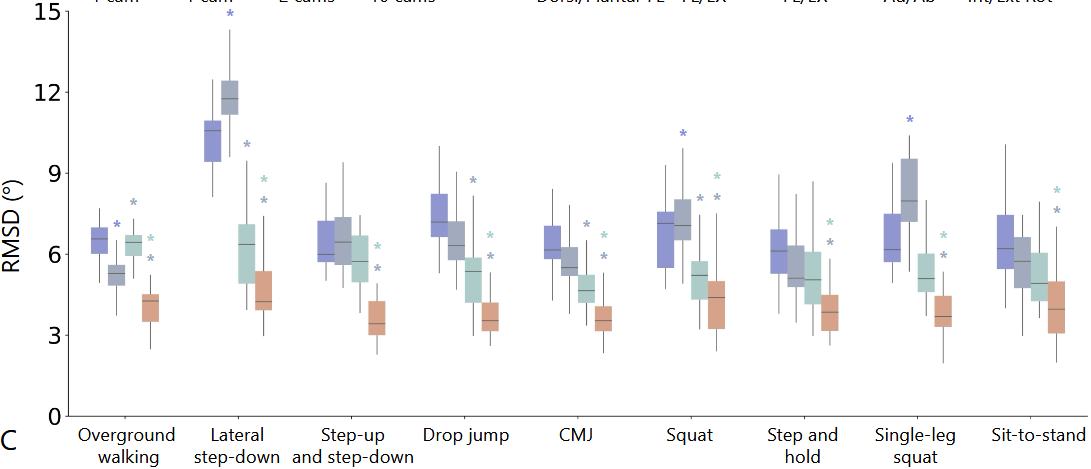 15
12
9
6
3
0
RMSD (°)
C
Overground
walking
Lateral
step-down
Step-up
and step-down
Drop jump
CMJ
Squat
Step and
hold
Single-leg
squat
Sit-to-stand